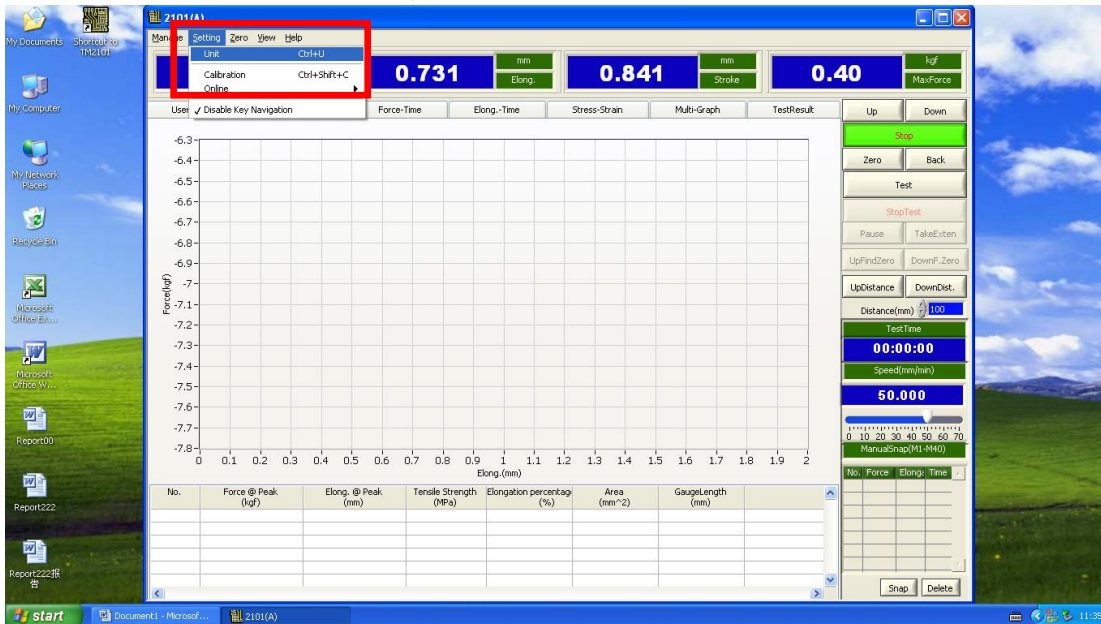 My Documents
Shortcut to
TM2101
My Computer
My Network
Places
Recycle Bin
Microsoft
Office Ex...
Microsoft
Office W...
Report00
Report222
Report222报
告
2101(A)
Manage Setting Zero View Help
Unit Ctrl+U
Calibration Ctrl+Shift+C
Online
✓ Disable Key Navigation
0.731 mm Elong.
0.841 mm Stroke
0.40 kgf MaxForce
User Force-Time Elong.-Time Stress-Strain Multi-Graph TestResult
Force(kgf)
-6.3
-6.4
-6.5
-6.6
-6.7
-6.8
-6.9
-7
-7.1
-7.2
-7.3
-7.4
-7.5
-7.6
-7.7
-7.8
0 0.1 0.2 0.3 0.4 0.5 0.6 0.7 0.8 0.9 1 1.1 1.2 1.3 1.4 1.5 1.6 1.7 1.8 1.9 2
Elong.(mm)
No. Force @ Peak Elong. @ Peak Tensile Strength Elongation percentag Area GaugeLength
(kgf) (mm) (MPa) (%) (mm^2) (mm)
Up Down
Stop
Zero Back
Test
StopTest
Pause TakeExten
UpFindZero DownF.Zero
UpDistance DownDist.
Distance(mm) 100
TestTime
00:00:00
Speed(mm/min)
50.000
0 10 20 30 40 50 60 70
ManualSnap(M1-M40)
No. Force Elong. Time
Snap Delete
start Document1 - Microsof... 2101(A) 11:35